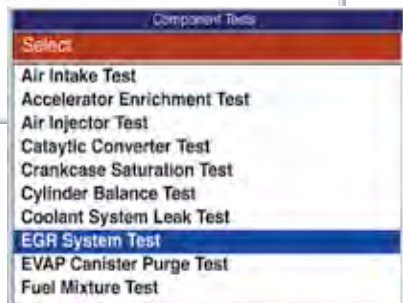 Component Tests
Select
Air Intake Test
Accelerator Enrichment Test
Air Injector Test
Cataytic Converter Test
Crankcase Saturation Test
Cylinder Balance Test
Coolant System Leak Test
EGR System Test
EVAP Canister Purge Test
Fuel Mixture Test